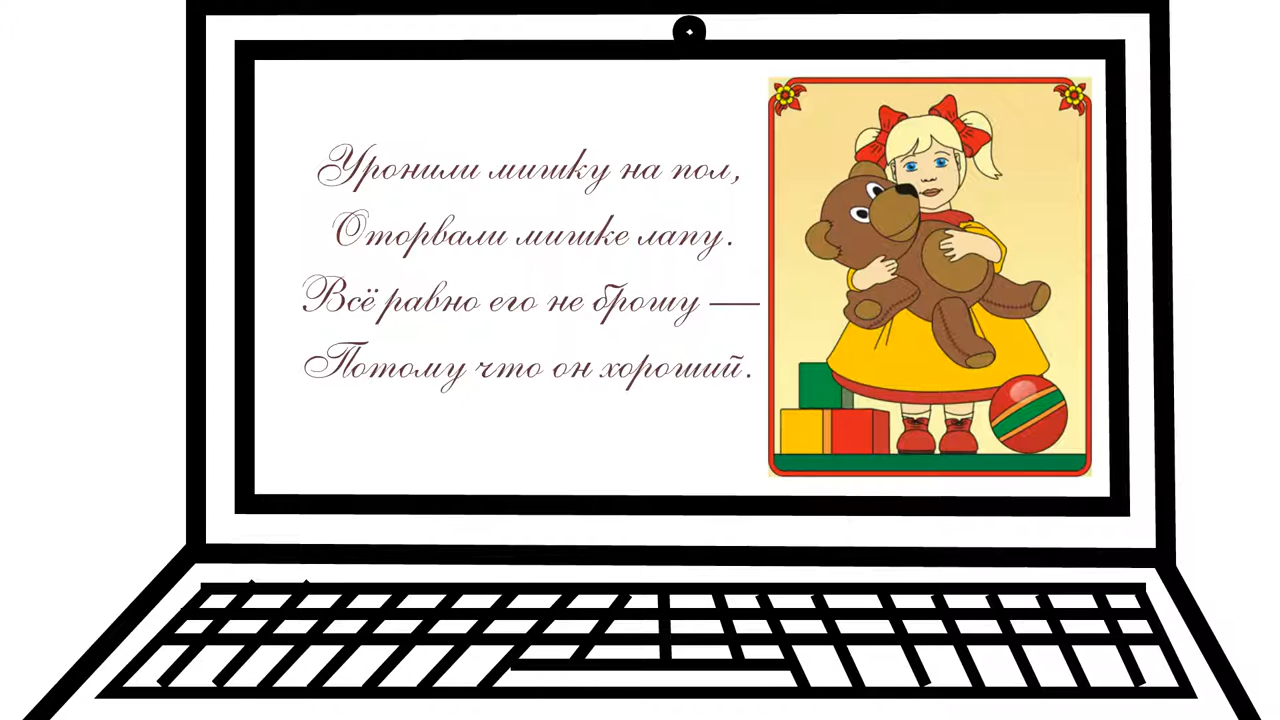 Уронили мишку на пол,
Оторвали мишке лапу.
Всё равно его не брошу —
Потому что он хороший.